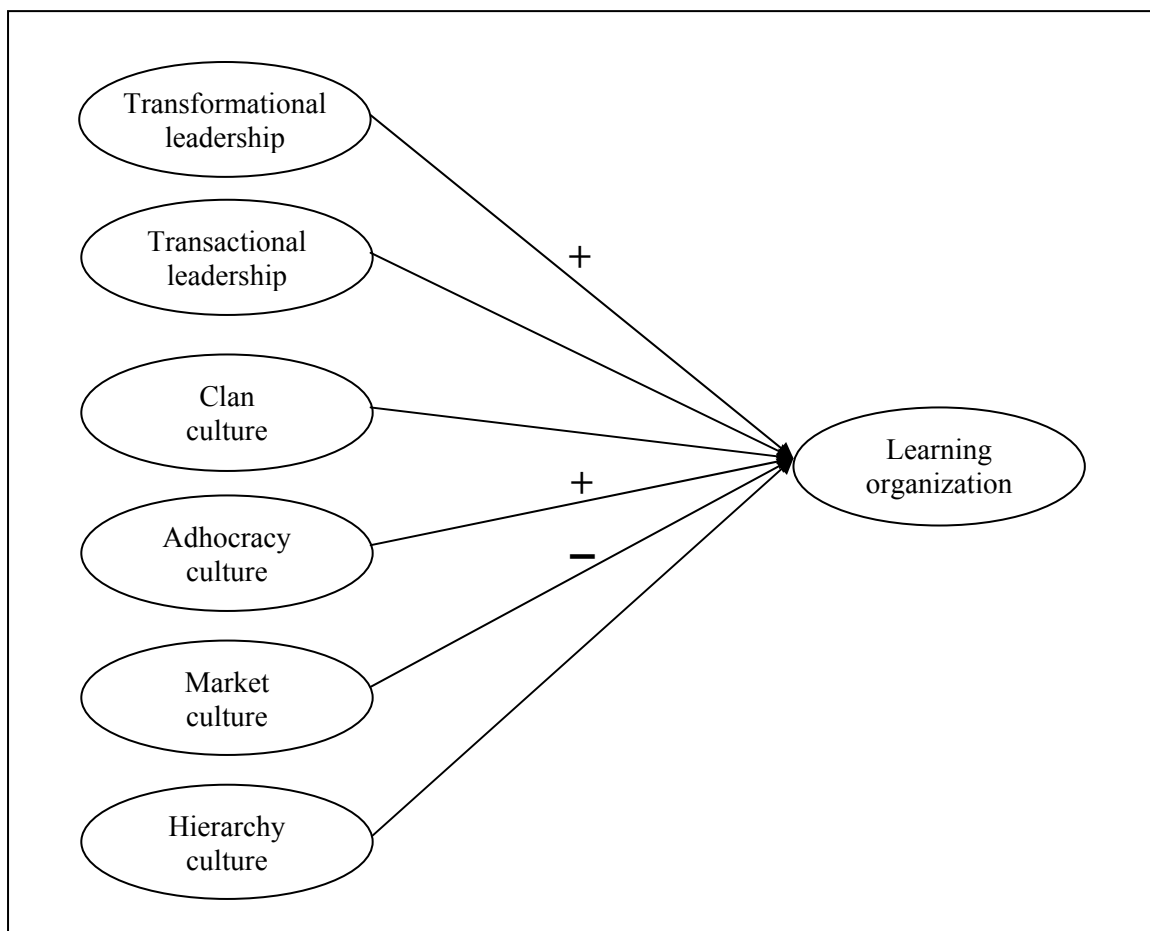 Transformational
leadership
+
Transactional
leadership
Clan
culture
Learning
organization
+
Adhocracy
culture
−
Market
culture
Hierarchy
culture